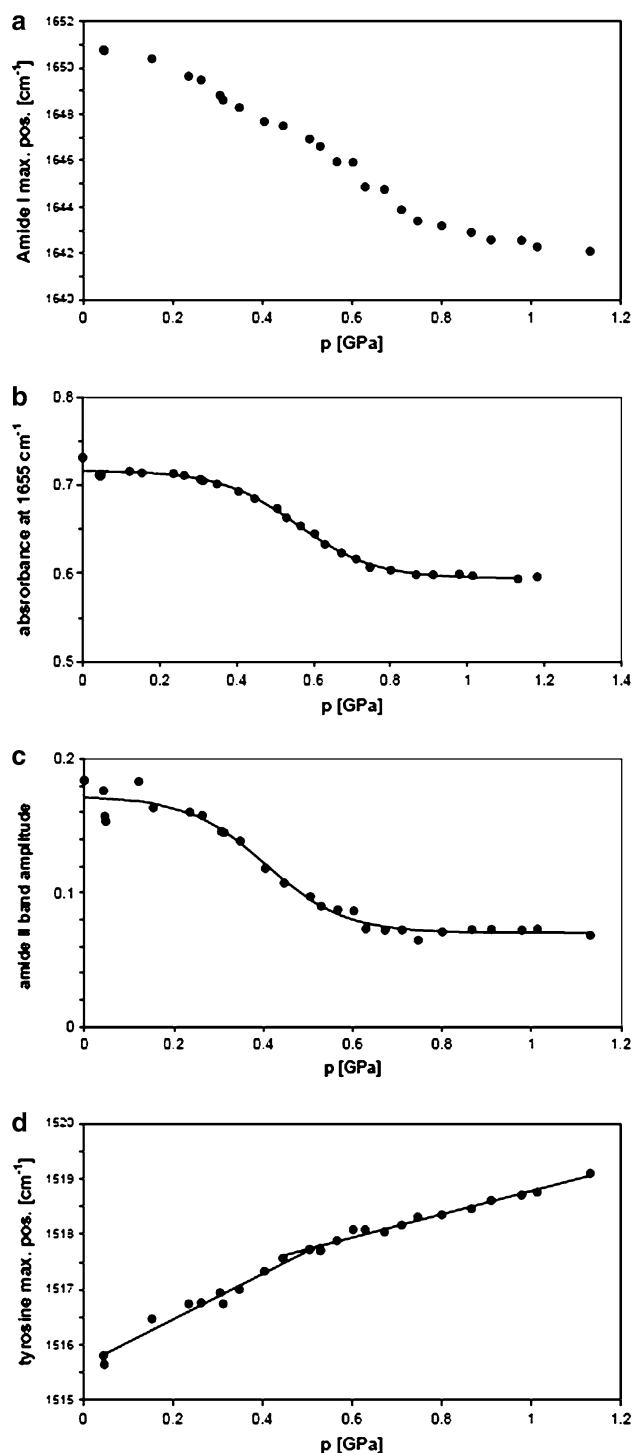 a
Amide I max. pos. [cm-1]
1652
1650
1648
1646
1644
1642
1640
0 0.2 0.4 0.6 0.8 1 1.2
p [GPa]
b
absrorbance at 1655 cm-1
0.8
0.7
0.6
0.5
0 0.2 0.4 0.6 0.8 1 1.2 1.4
p [GPa]
c
amide II band amplitude
0.2
0.1
0
0 0.2 0.4 0.6 0.8 1 1.2
p [GPa]
d
tyrosine max. pos. [cm-1]
1520
1519
1518
1517
1516
1515
0 0.2 0.4 0.6 0.8 1 1.2
p [GPa]